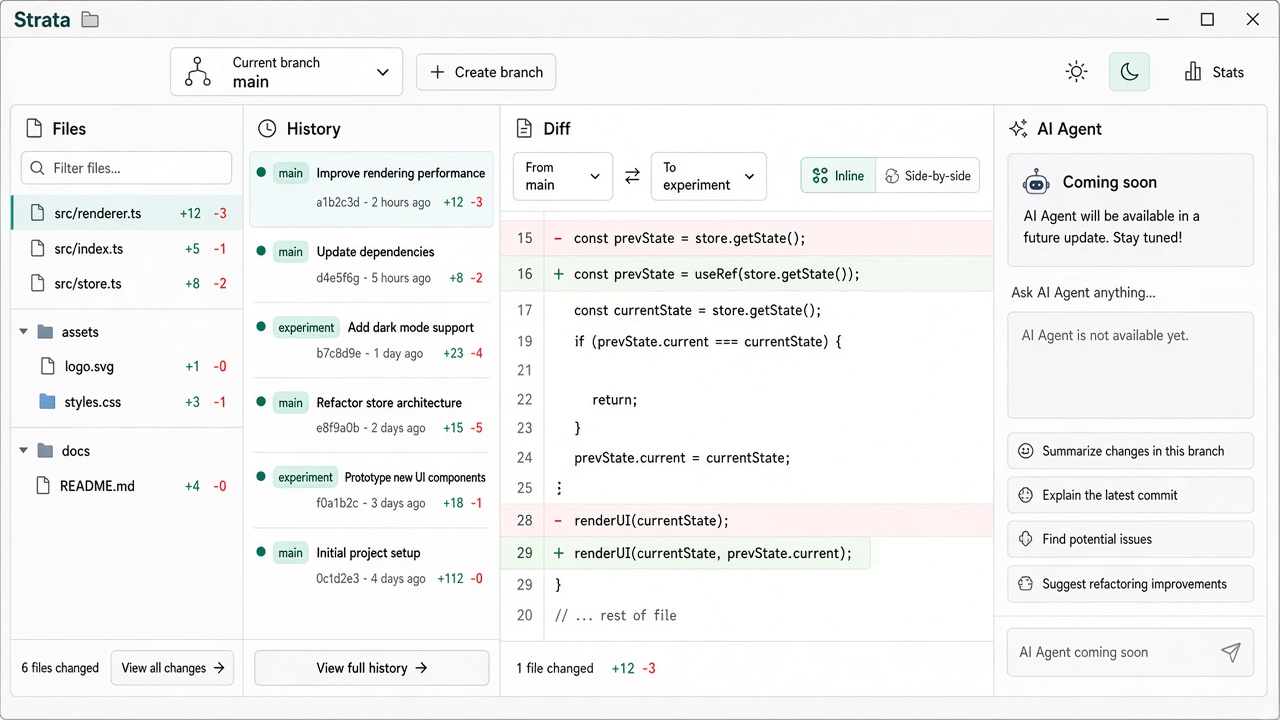 Strata
Current branch
main
Create branch
Stats
Files
Filter files...
src/renderer.ts +12 -3
src/index.ts +5 -1
src/store.ts +8 -2
assets
logo.svg +1 -0
styles.css +3 -1
docs
README.md +4 -0
6 files changed
View all changes →
History
main Improve rendering performance
a1b2c3d - 2 hours ago +12 -3
main Update dependencies
d4e5f6g - 5 hours ago +8 -2
experiment Add dark mode support
b7c8d9e - 1 day ago +23 -4
main Refactor store architecture
e8f9a0b - 2 days ago +15 -5
experiment Prototype new UI components
f0a1b2c - 3 days ago +18 -1
main Initial project setup
0c1d2e3 - 4 days ago +112 -0
View full history →
Diff
From
main
To
experiment
Inline
Side-by-side
15 - const prevState = store.getState();
16 + const prevState = useRef(store.getState());
17 const currentState = store.getState();
19 if (prevState.current === currentState) {
21
22 return;
23 }
24 prevState.current = currentState;
25 ⋮
28 - renderUI(currentState);
29 + renderUI(currentState, prevState.current);
29 }
20 // ... rest of file
1 file changed +12 -3
AI Agent
Coming soon
AI Agent will be available in a
future update. Stay tuned!
Ask AI Agent anything...
AI Agent is not available yet.
Summarize changes in this branch
Explain the latest commit
Find potential issues
Suggest refactoring improvements
AI Agent coming soon